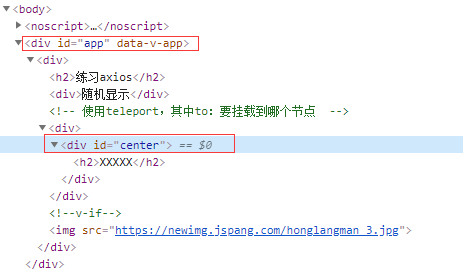 ▼<body>
▶<noscript>…</noscript>
▼<div id="app" data-v-app>
▼<div>
<h2>练习axios</h2>
<div>随机显示</div>
<!-- 使用teleport，其中to：要挂载到哪个节点  -->
▼<div>
▼<div id="center"> == $0
<h2>XXXXX</h2>
</div>
</div>
<!--v-if-->
<img src="https://newimg.jspang.com/honglangman_3.jpg">
</div>
</div>